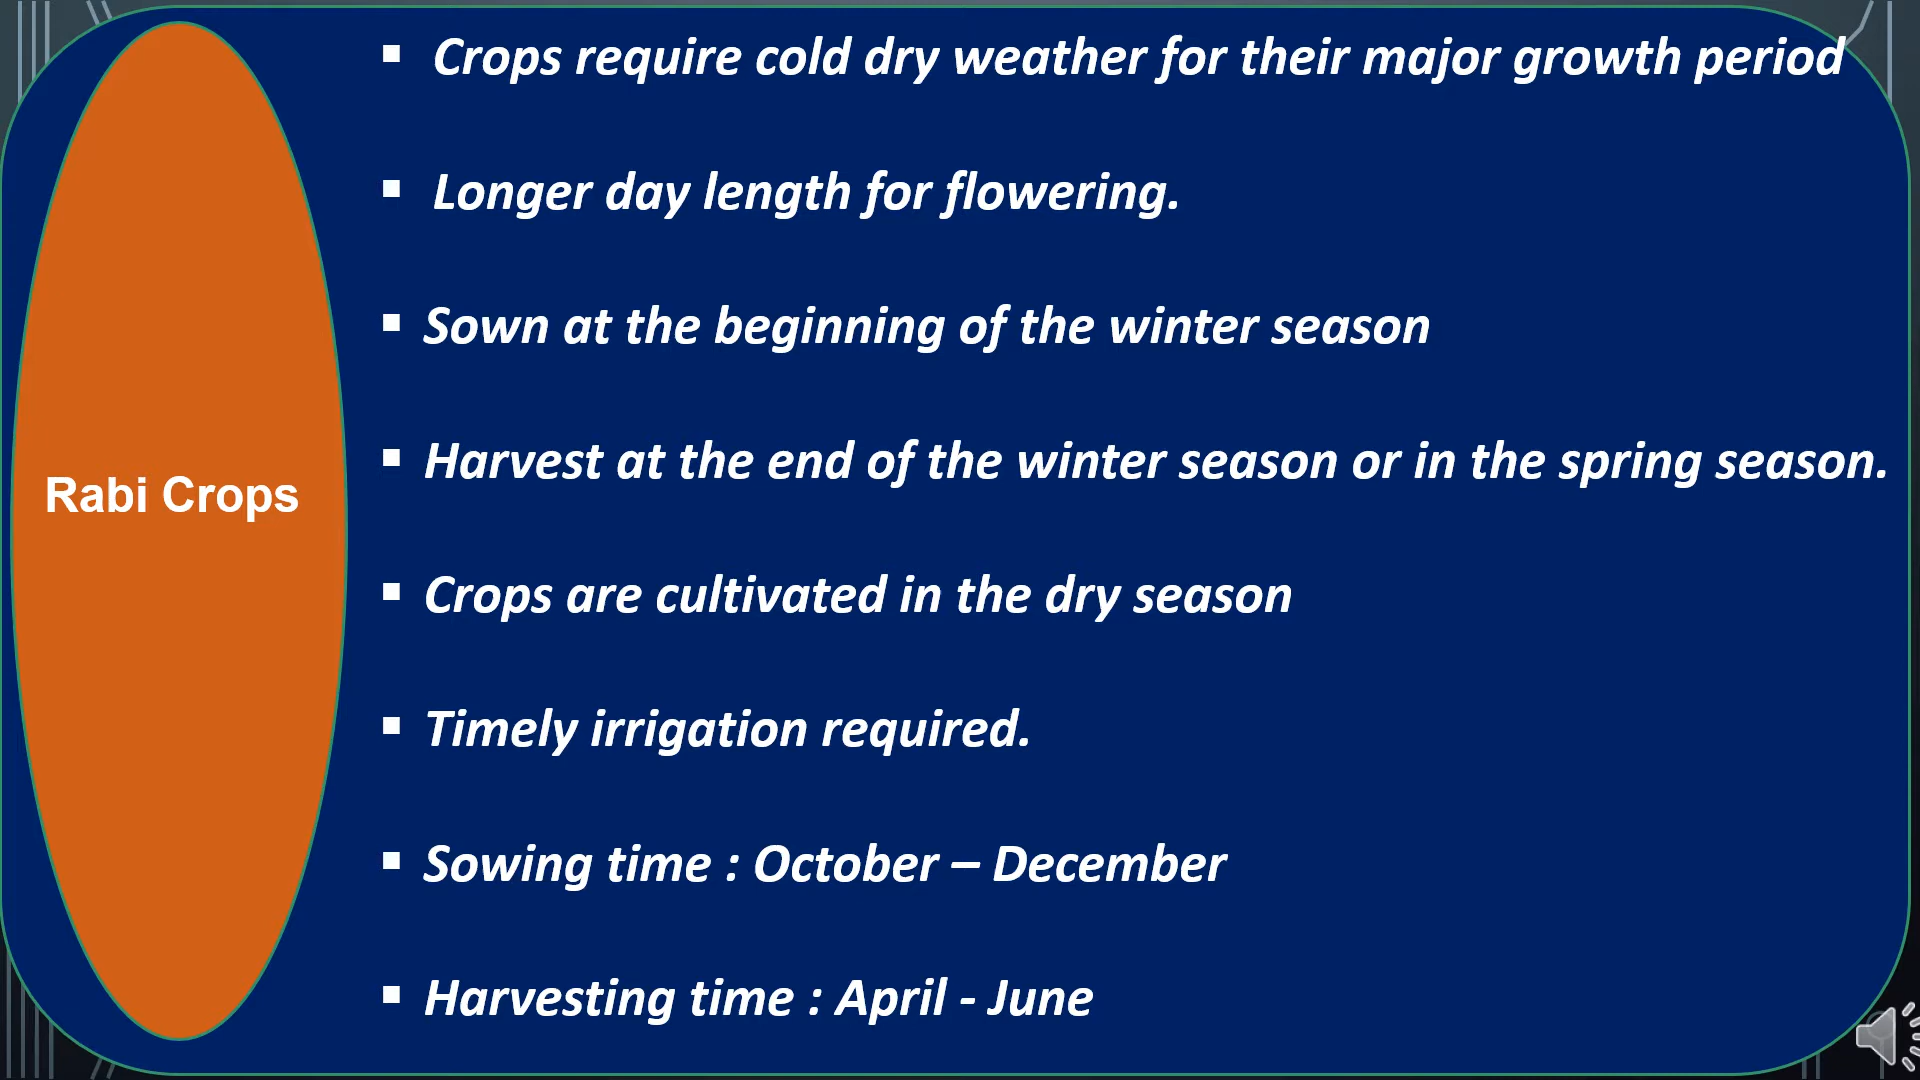 Rabi Crops
▪ Crops require cold dry weather for their major growth period
▪ Longer day length for flowering.
▪ Sown at the beginning of the winter season
▪ Harvest at the end of the winter season or in the spring season.
▪ Crops are cultivated in the dry season
▪ Timely irrigation required.
▪ Sowing time : October – December
▪ Harvesting time : April - June